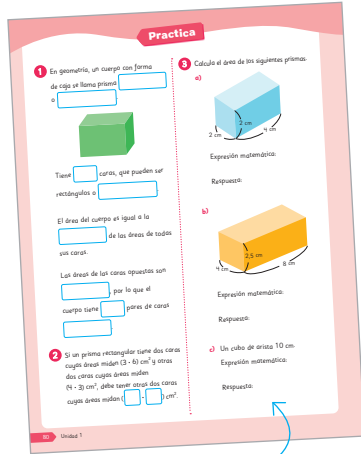 Practica
1 En geometría, un cuerpo con forma
de caja se llama prisma
o
Tiene caras, que pueden ser
rectángulos o .
El área del cuerpo es igual a la
de las áreas de todas
sus caras.
Las áreas de las caras opuestas son
, por lo que el
cuerpo tiene pares de caras
.
2 Si un prisma rectangular tiene dos caras
cuyas áreas miden (3 • 6) cm² y otras
dos caras cuyas áreas miden
(4 • 3) cm², debe tener otras dos caras
cuyas áreas midan ( • ) cm².
3 Calcula el área de los siguientes prismas.
a)
2 cm
2 cm
4 cm
Expresión matemática:
Respuesta:
b)
2,5 cm
4 cm
8 cm
Expresión matemática:
Respuesta:
c) Un cubo de arista 10 cm.
Expresión matemática:
Respuesta:
80 Unidad 1